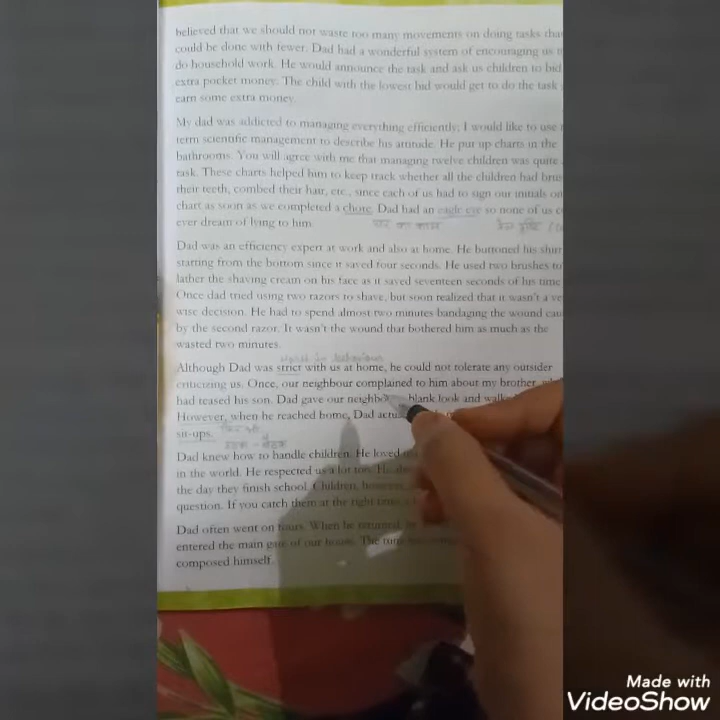 believed that we should not waste too many movements on doing tasks tha
could be done with fewer. Dad had a wonderful system of encouraging us
do household work. He would announce the task and ask us children to bid
extra pocket money. The child with the lowest bid would get to do the task
earn some extra money.
My dad was addicted to managing everything efficiently; I would like to use
term scientific management to describe his attitude. He put up charts in the
bathrooms. You will agree with me that managing twelve children was quite
task. These charts helped him to keep track whether all the children had brus
their teeth, combed their hair, etc., since each of us had to sign our initials on
chart as soon as we completed a chore. Dad had an eagle eye so none of us c
ever dream of lying to him.
घर का काम
Dad was an efficiency expert at work and also at home. He buttoned his shirt
starting from the bottom since it saved four seconds. He used two brushes to
lather the shaving cream on his face as it saved seventeen seconds of his time
Once dad tried using two razors to shave, but soon realized that it wasn't a ve
wise decision. He had to spend almost two minutes bandaging the wound cau
by the second razor. It wasn't the wound that bothered him as much as the
wasted two minutes.
Although Dad was strict with us at home, he could not tolerate any outsider
criticizing us. Once, our neighbour complained to him about my brother,
had teased his son. Dad gave our neighbo blank look and walk
However, when he reached home, Dad actu
फिर भी
sit-ups.
उठक - बैठक
Dad knew how to handle children. He loved
in the world. He respected us a lot too. He
the day they finish school. Children, however,
question. If you catch them at the right time
Dad often went on tours. When he returned, he
entered the main gate of our house. The tune
composed himself.
Made with
VideoShow